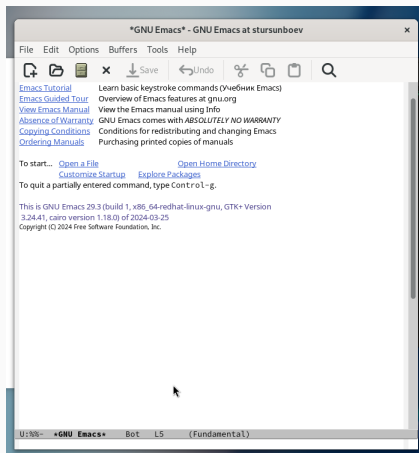 *GNU Emacs* - GNU Emacs at stursunboev ×
File Edit Options Buffers Tools Help
Save Undo
Emacs Tutorial Learn basic keystroke commands (Учебник Emacs)
Emacs Guided Tour Overview of Emacs features at gnu.org
View Emacs Manual View the Emacs manual using Info
Absence of Warranty GNU Emacs comes with ABSOLUTELY NO WARRANTY
Copying Conditions Conditions for redistributing and changing Emacs
Ordering Manuals Purchasing printed copies of manuals
To start... Open a File Open Home Directory
Customize Startup Explore Packages
To quit a partially entered command, type Control-g.
This is GNU Emacs 29.3 (build 1, x86_64-redhat-linux-gnu, GTK+ Version
3.24.41, cairo version 1.18.0) of 2024-03-25
Copyright (C) 2024 Free Software Foundation, Inc.
U:%%- *GNU Emacs* Bot L5 (Fundamental)